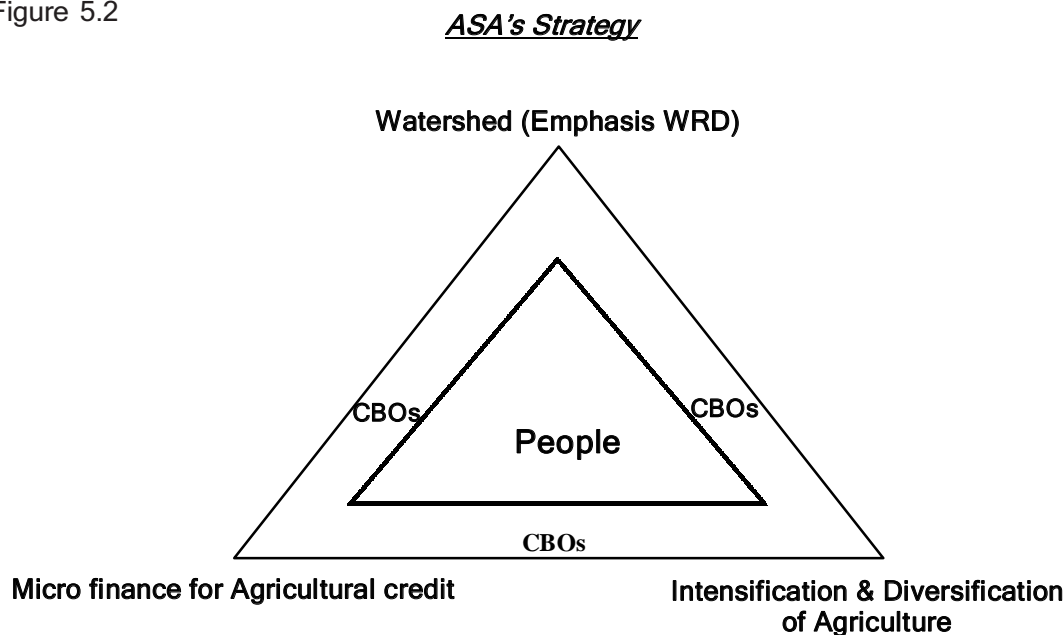 Figure 5.2
ASA's Strategy
Watershed (Emphasis WRD)
CBOs
CBOs
People
CBOs
Micro finance for Agricultural credit
Intensification & Diversification
of Agriculture